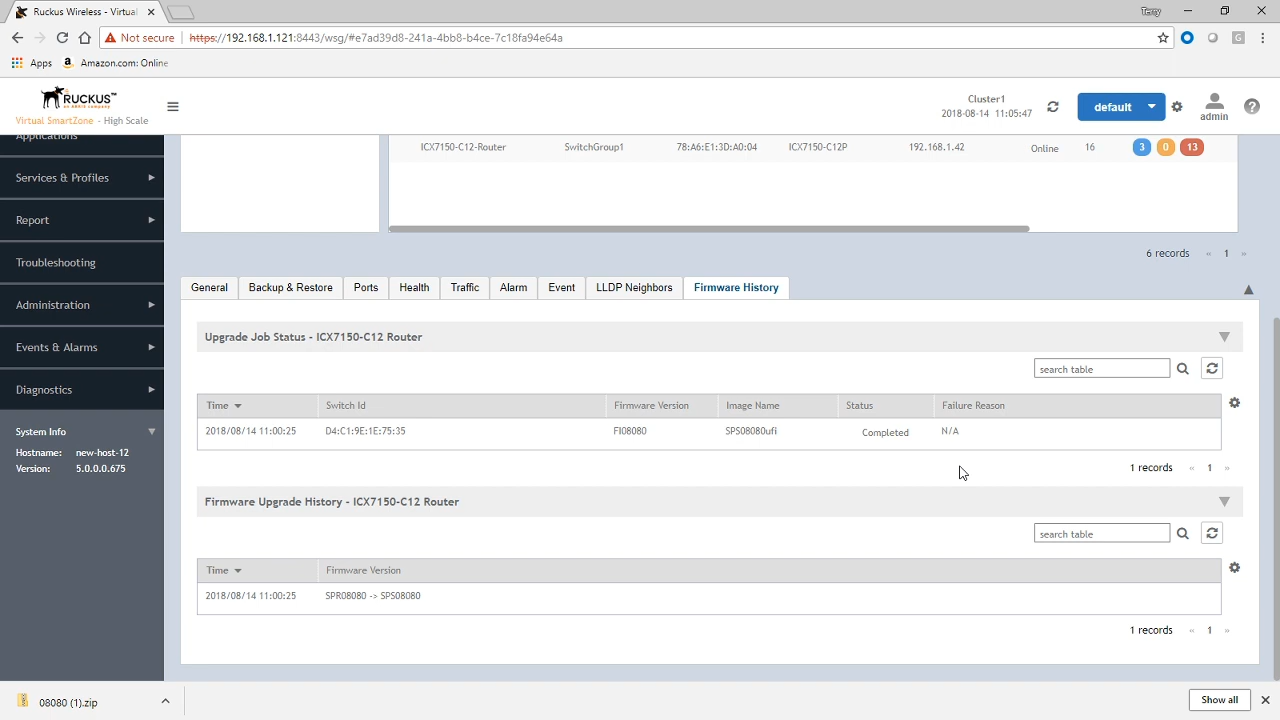 Ruckus Wireless - Virtual
Terry
Not secure https://192.168.1.121:8443/wsg/#e7ad39d8-241a-4bb8-b4ce-7c18fa94e64a
G
Apps a Amazon.com: Online
RUCKUS™
an ARRIS company
Virtual SmartZone - High Scale
Cluster1
2018-08-14 11:05:47
default
admin
?
Applications
Services & Profiles
Report
Troubleshooting
Administration
Events & Alarms
Diagnostics
System Info
Hostname: new-host-12
Version: 5.0.0.0.675
ICX7150-C12-Router SwitchGroup1 78:A6:E1:3D:A0:04 ICX7150-C12P 192.168.1.42 Online 16 3 0 13
6 records « 1 »
General Backup & Restore Ports Health Traffic Alarm Event LLDP Neighbors Firmware History
Upgrade Job Status - ICX7150-C12 Router
search table
Time Switch Id Firmware Version Image Name Status Failure Reason
2018/08/14 11:00:25 D4:C1:9E:1E:75:35 FI08080 SPS08080ufi Completed N/A
1 records « 1 »
Firmware Upgrade History - ICX7150-C12 Router
search table
Time Firmware Version
2018/08/14 11:00:25 SPR08080 -> SPS08080
1 records « 1 »
08080 (1).zip
Show all